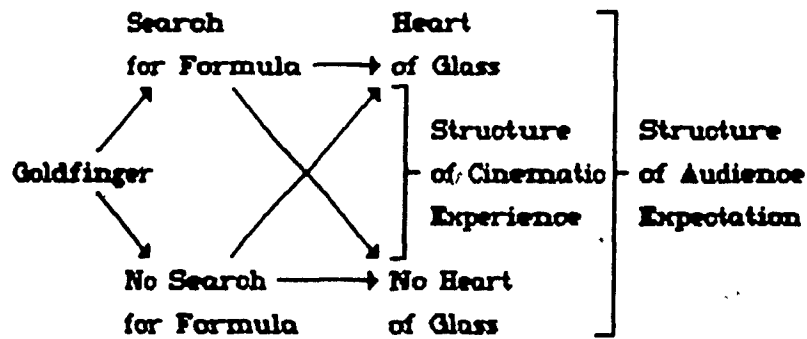 Search
for Formula
Heart
of Glass
Goldfinger
Structure
of Cinematic
Experience
Structure
of Audience
Expectation
No Search
for Formula
No Heart
of Glass